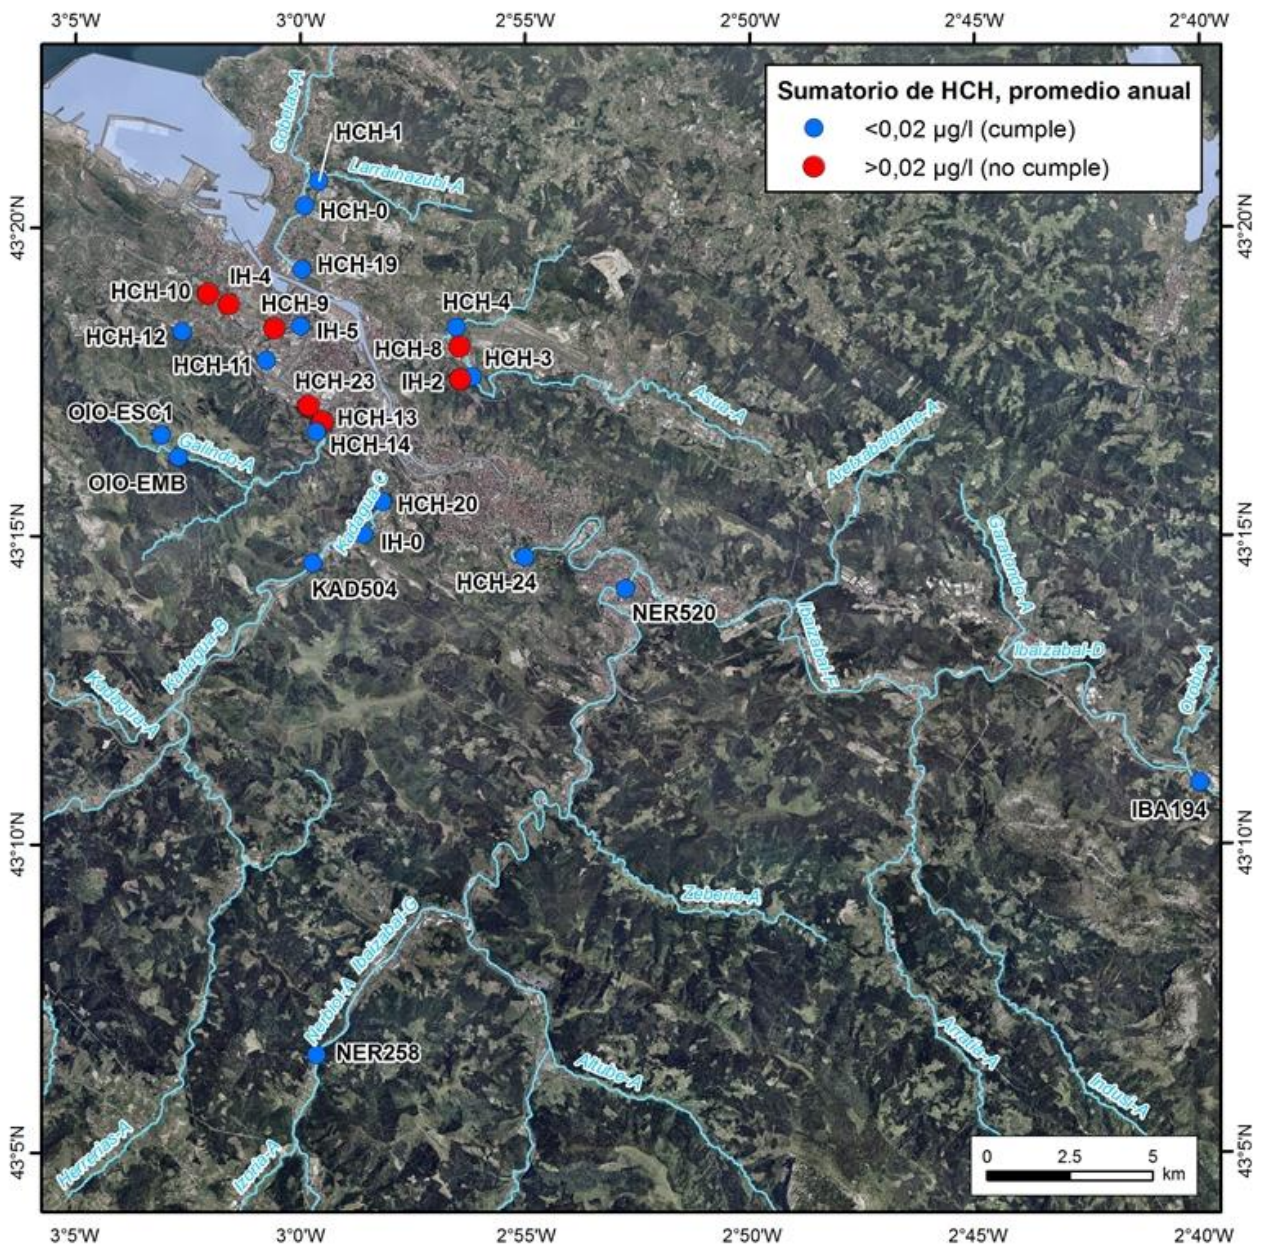 3°5'W 3°0'W 2°55'W 2°50'W 2°45'W 2°40'W
Sumatorio de HCH, promedio anual
<0,02 µg/l (cumple)
>0,02 µg/l (no cumple)
Gobelas-A
HCH-1
Larrainazubi-A
HCH-0
43°20'N 43°20'N
HCH-19
IH-4
HCH-10
HCH-9
HCH-4
IH-5
HCH-12
HCH-8
HCH-3
HCH-11
HCH-23
IH-2
Asua-A
OIO-ESC1
HCH-13
Aretxabalgane-A
HCH-14
Galindo-A
OIO-EMB
Kadagua-C
HCH-20
43°15'N 43°15'N
IH-0
Garatondo-A
HCH-24
KAD504
NER520
Ibaizabal-F
Ibaizabal-D
Kadagua-B
Kadagua-A
Orobio-A
IBA194
43°10'N 43°10'N
Zeberio-A
Nerbioi-A Ibaizabal-G
NER258
Altube-A
Arratia-A
Indusi-A
Herrerias-A
Izoria-A
43°5'N 43°5'N
0 2.5 5
km
3°5'W 3°0'W 2°55'W 2°50'W 2°45'W 2°40'W